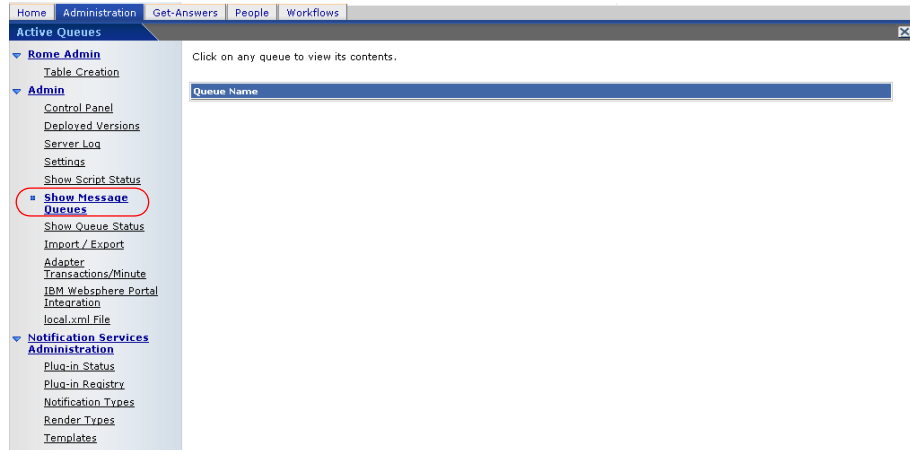 Home Administration Get-Answers People Workflows
Active Queues
Rome Admin
Table Creation
Admin
Control Panel
Deployed Versions
Server Log
Settings
Show Script Status
Show Message
Queues
Show Queue Status
Import / Export
Adapter
Transactions/Minute
IBM Websphere Portal
Integration
local.xml File
Notification Services
Administration
Plug-in Status
Plug-in Registry
Notification Types
Render Types
Templates
Click on any queue to view its contents.
Queue Name